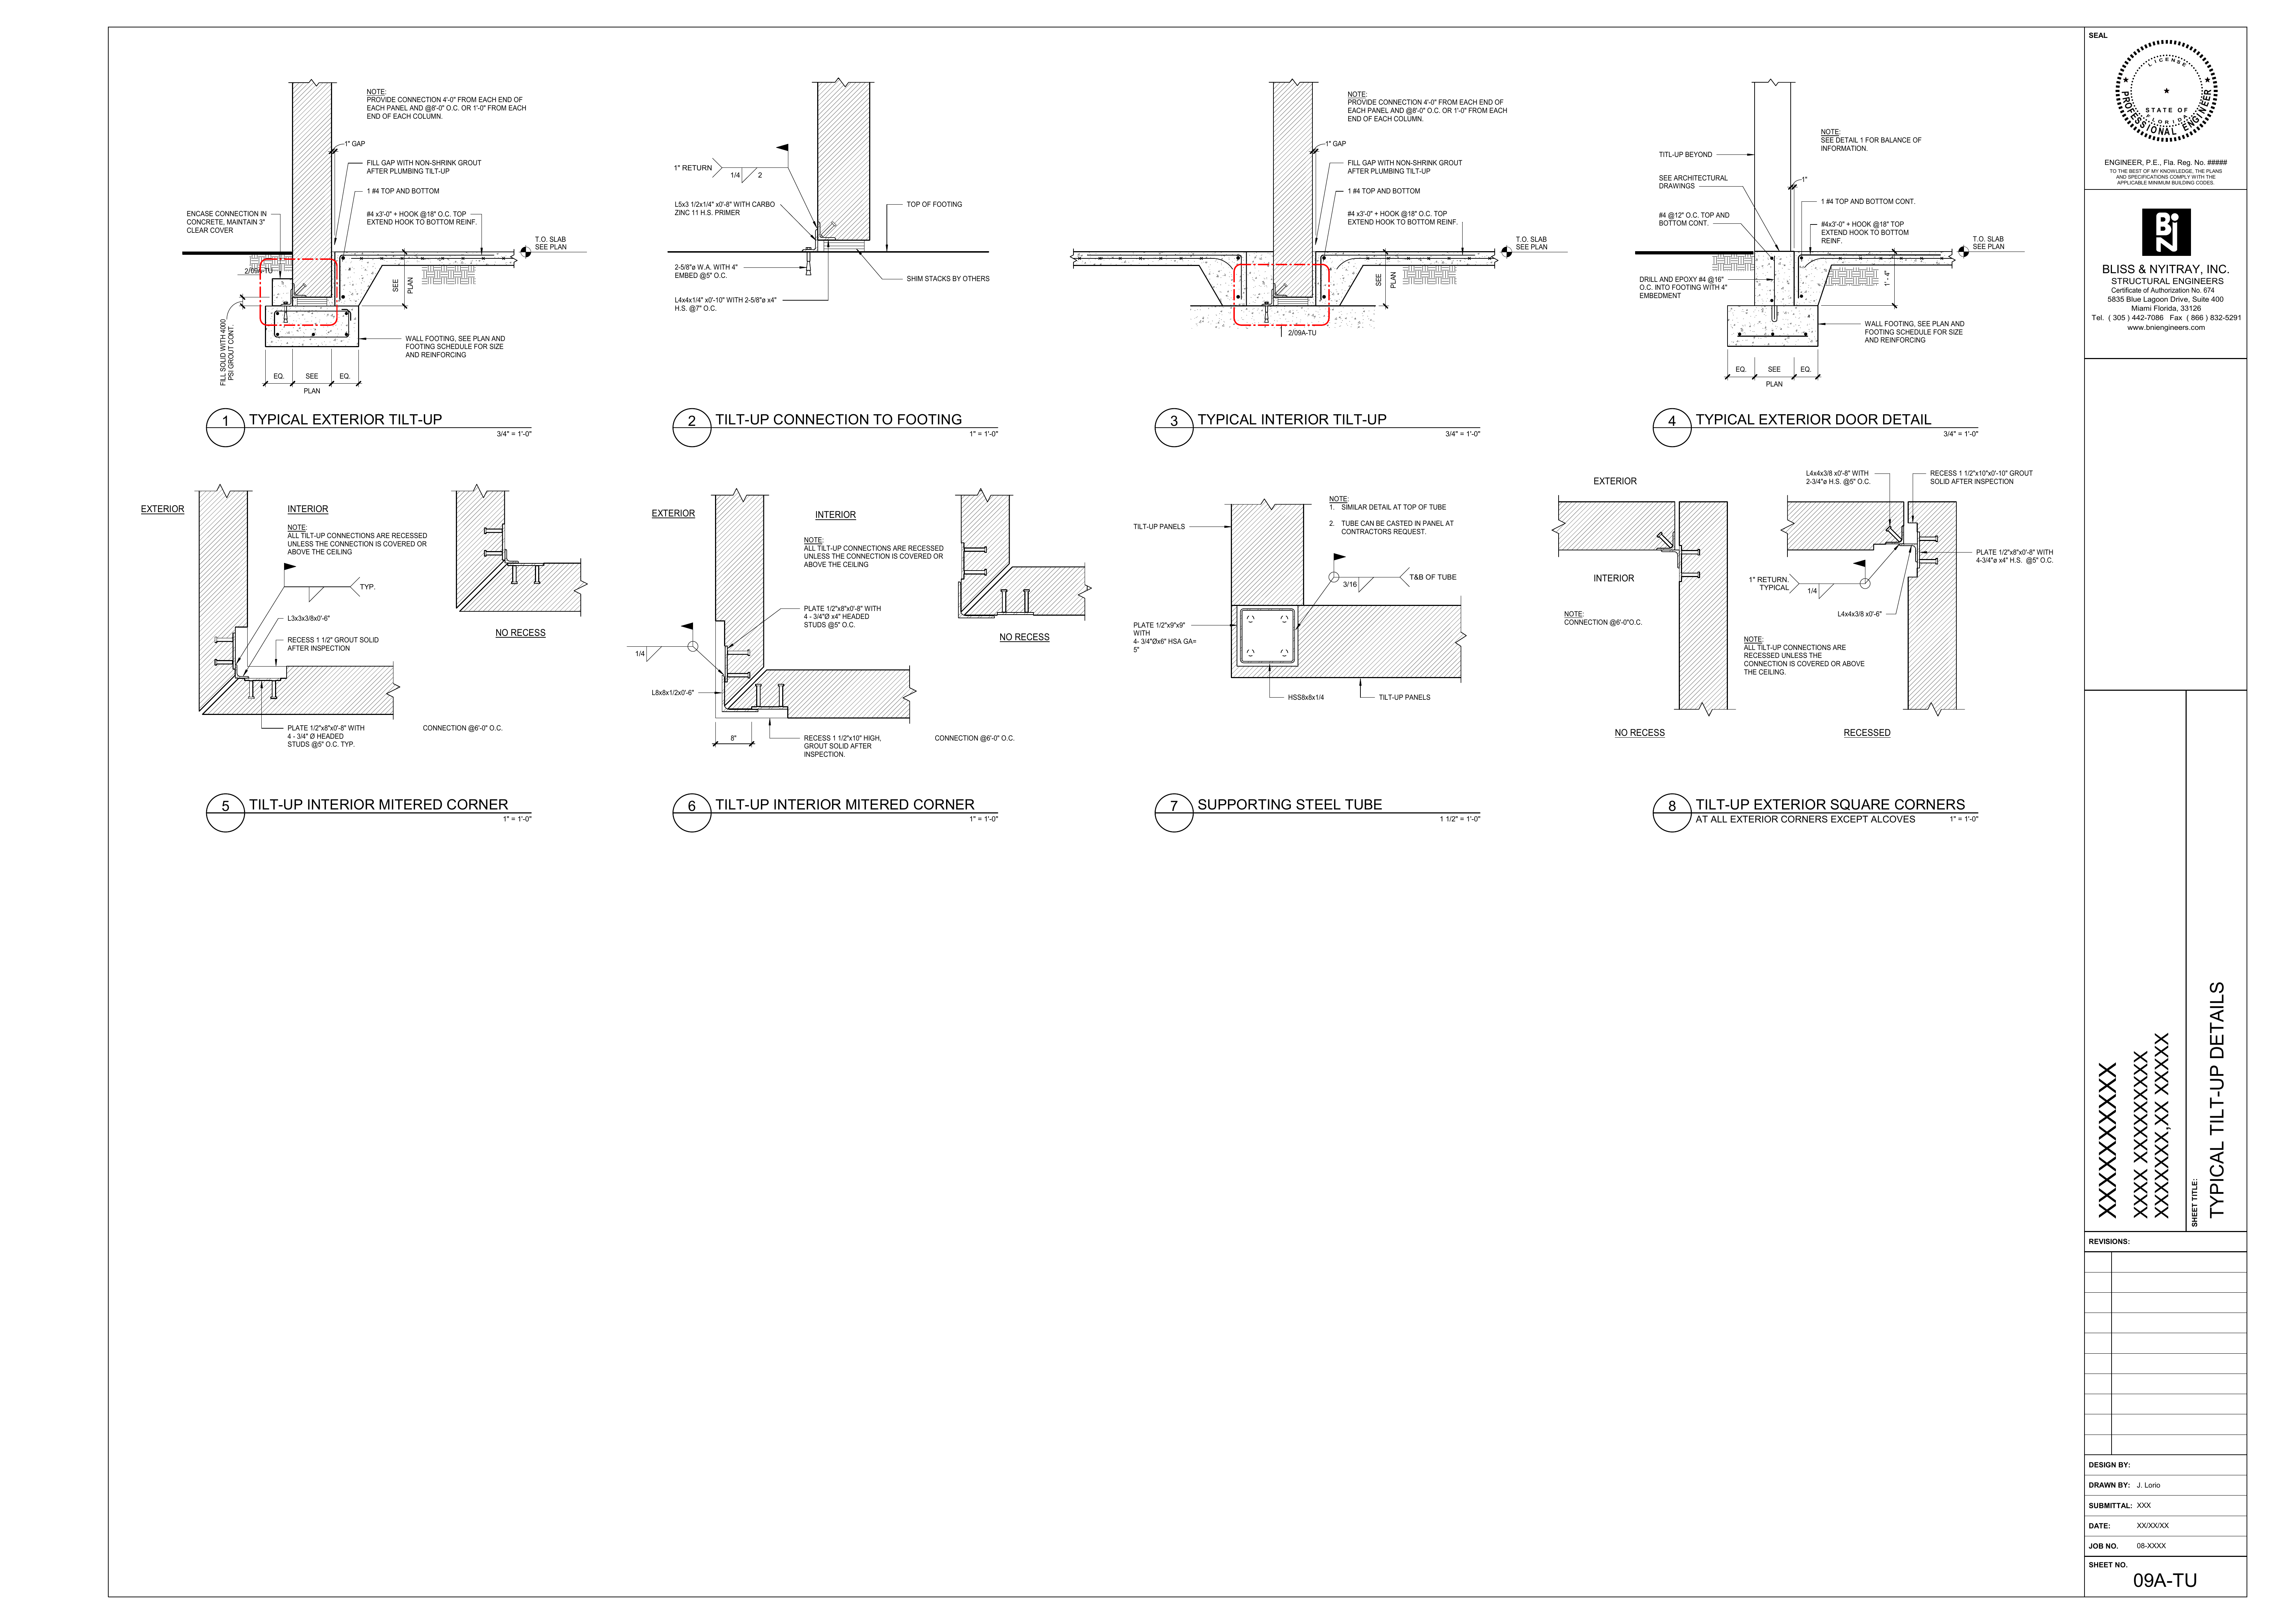 NOTE:
PROVIDE CONNECTION 4'-0" FROM EACH END OF
EACH PANEL AND @8'-0" O.C. OR 1'-0" FROM EACH
END OF EACH COLUMN.
1" GAP
FILL GAP WITH NON-SHRINK GROUT
AFTER PLUMBING TILT-UP
1 #4 TOP AND BOTTOM
ENCASE CONNECTION IN
CONCRETE, MAINTAIN 3"
CLEAR COVER
#4 x3'-0" + HOOK @18" O.C. TOP
EXTEND HOOK TO BOTTOM REINF.
T.O. SLAB
SEE PLAN
2/09A-TU
SEE
PLAN
FILL SOLID WITH 4000
PSI GROUT CONT.
WALL FOOTING, SEE PLAN AND
FOOTING SCHEDULE FOR SIZE
AND REINFORCING
EQ.
SEE
EQ.
PLAN
1
TYPICAL EXTERIOR TILT-UP
3/4" = 1'-0"
1" RETURN
1/4
2
L5x3 1/2x1/4" x0'-8" WITH CARBO
ZINC 11 H.S. PRIMER
TOP OF FOOTING
2-5/8"ø W.A. WITH 4"
EMBED @5" O.C.
SHIM STACKS BY OTHERS
L4x4x1/4" x0'-10" WITH 2-5/8"ø x4"
H.S. @7" O.C.
2
TILT-UP CONNECTION TO FOOTING
1" = 1'-0"
NOTE:
PROVIDE CONNECTION 4'-0" FROM EACH END OF
EACH PANEL AND @8'-0" O.C. OR 1'-0" FROM EACH
END OF EACH COLUMN.
1" GAP
FILL GAP WITH NON-SHRINK GROUT
AFTER PLUMBING TILT-UP
1 #4 TOP AND BOTTOM
#4 x3'-0" + HOOK @18" O.C. TOP
EXTEND HOOK TO BOTTOM REINF.
T.O. SLAB
SEE PLAN
SEE
PLAN
2/09A-TU
3
TYPICAL INTERIOR TILT-UP
3/4" = 1'-0"
NOTE:
SEE DETAIL 1 FOR BALANCE OF
INFORMATION.
TITL-UP BEYOND
SEE ARCHITECTURAL
DRAWINGS
1"
1 #4 TOP AND BOTTOM CONT.
#4 @12" O.C. TOP AND
BOTTOM CONT.
#4x3'-0" + HOOK @18" TOP
EXTEND HOOK TO BOTTOM
REINF.
T.O. SLAB
SEE PLAN
DRILL AND EPOXY #4 @16"
O.C. INTO FOOTING WITH 4"
EMBEDMENT
1' - 4"
WALL FOOTING, SEE PLAN AND
FOOTING SCHEDULE FOR SIZE
AND REINFORCING
EQ.
SEE
EQ.
PLAN
4
TYPICAL EXTERIOR DOOR DETAIL
3/4" = 1'-0"
EXTERIOR
INTERIOR
NOTE:
ALL TILT-UP CONNECTIONS ARE RECESSED
UNLESS THE CONNECTION IS COVERED OR
ABOVE THE CEILING
TYP.
L3x3x3/8x0'-6"
RECESS 1 1/2" GROUT SOLID
AFTER INSPECTION
NO RECESS
PLATE 1/2"x8"x0'-8" WITH
4 - 3/4" Ø HEADED
STUDS @5" O.C. TYP.
CONNECTION @6'-0" O.C.
5
TILT-UP INTERIOR MITERED CORNER
1" = 1'-0"
EXTERIOR
INTERIOR
NOTE:
ALL TILT-UP CONNECTIONS ARE RECESSED
UNLESS THE CONNECTION IS COVERED OR
ABOVE THE CEILING
PLATE 1/2"x8"x0'-8" WITH
4 - 3/4"Ø x4" HEADED
STUDS @5" O.C.
NO RECESS
1/4
L8x8x1/2x0'-6"
8"
RECESS 1 1/2"x10" HIGH,
GROUT SOLID AFTER
INSPECTION.
CONNECTION @6'-0" O.C.
6
TILT-UP INTERIOR MITERED CORNER
1" = 1'-0"
NOTE:
1. SIMILAR DETAIL AT TOP OF TUBE
2. TUBE CAN BE CASTED IN PANEL AT
CONTRACTORS REQUEST.
TILT-UP PANELS
3/16
T&B OF TUBE
PLATE 1/2"x9"x9"
WITH
4- 3/4"Øx6" HSA GA=
5"
HSS8x8x1/4
TILT-UP PANELS
7
SUPPORTING STEEL TUBE
1 1/2" = 1'-0"
EXTERIOR
L4x4x3/8 x0'-8" WITH
2-3/4"ø H.S. @5" O.C.
RECESS 1 1/2"x10"x0'-10" GROUT
SOLID AFTER INSPECTION
PLATE 1/2"x8"x0'-8" WITH
4-3/4"ø x4" H.S. @5" O.C.
INTERIOR
1" RETURN.
TYPICAL
1/4
L4x4x3/8 x0'-6"
NOTE:
CONNECTION @6'-0"O.C.
NOTE:
ALL TILT-UP CONNECTIONS ARE
RECESSED UNLESS THE
CONNECTION IS COVERED OR ABOVE
THE CEILING.
NO RECESS
RECESSED
8
TILT-UP EXTERIOR SQUARE CORNERS
AT ALL EXTERIOR CORNERS EXCEPT ALCOVES
1" = 1'-0"
SEAL
LICENSE
STATE OF
FLORIDA
PROFESSIONAL ENGINEER
ENGINEER, P.E., Fla. Reg. No. #####
TO THE BEST OF MY KNOWLEDGE, THE PLANS
AND SPECIFICATIONS COMPLY WITH THE
APPLICABLE MINIMUM BUILDING CODES.
BiN
BLISS & NYITRAY, INC.
STRUCTURAL ENGINEERS
Certificate of Authorization No. 674
5835 Blue Lagoon Drive, Suite 400
Miami Florida, 33126
Tel. ( 305 ) 442-7086 Fax ( 866 ) 832-5291
www.bniengineers.com
XXXXXXXXXX
XXX XXXXXXXX
XXXXXX,XX XXXXX
SHEET TITLE:
TYPICAL TILT-UP DETAILS
REVISIONS:
DESIGN BY:
DRAWN BY: J. Lorio
SUBMITTAL: XXX
DATE: XX/XX/XX
JOB NO. 08-XXXX
SHEET NO.
09A-TU